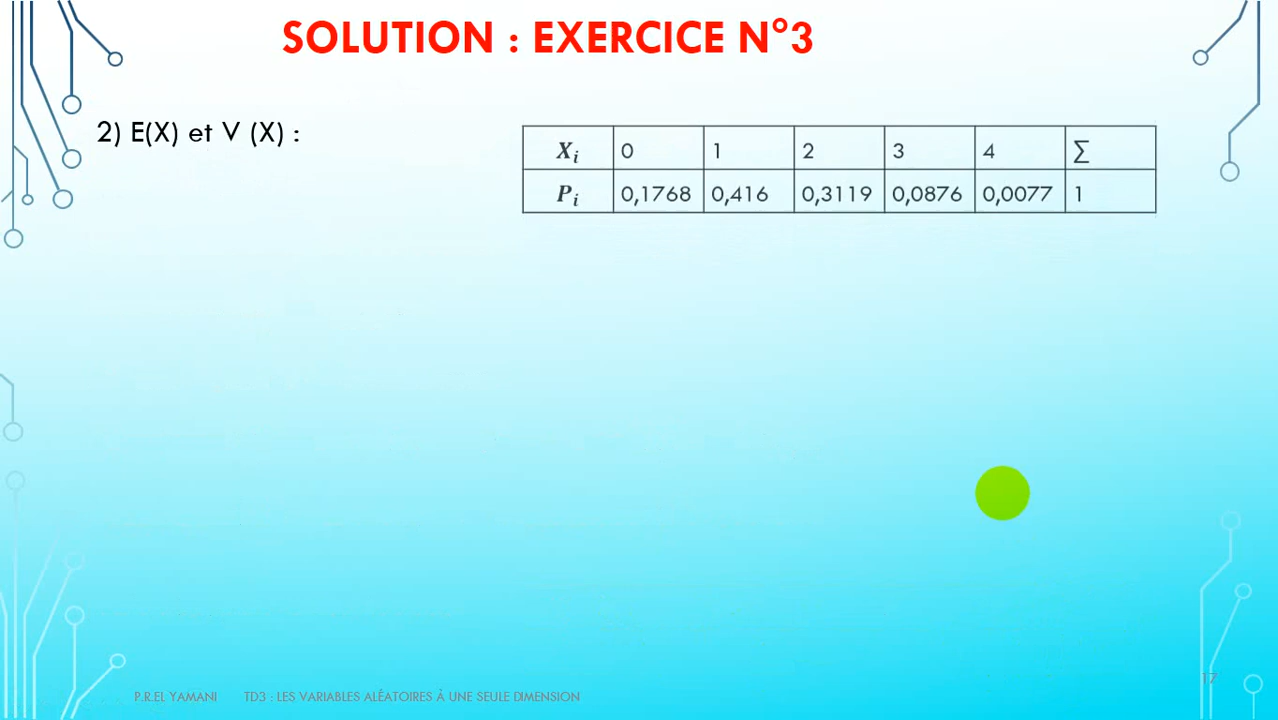 SOLUTION : EXERCICE N°3
2) E(X) et V (X) :
Xi 0 1 2 3 4 ∑
Pi 0,1768 0,416 0,3119 0,0876 0,0077 1
17
P.R.EL YAMANI TD3 : LES VARIABLES ALÉATOIRES À UNE SEULE DIMENSION